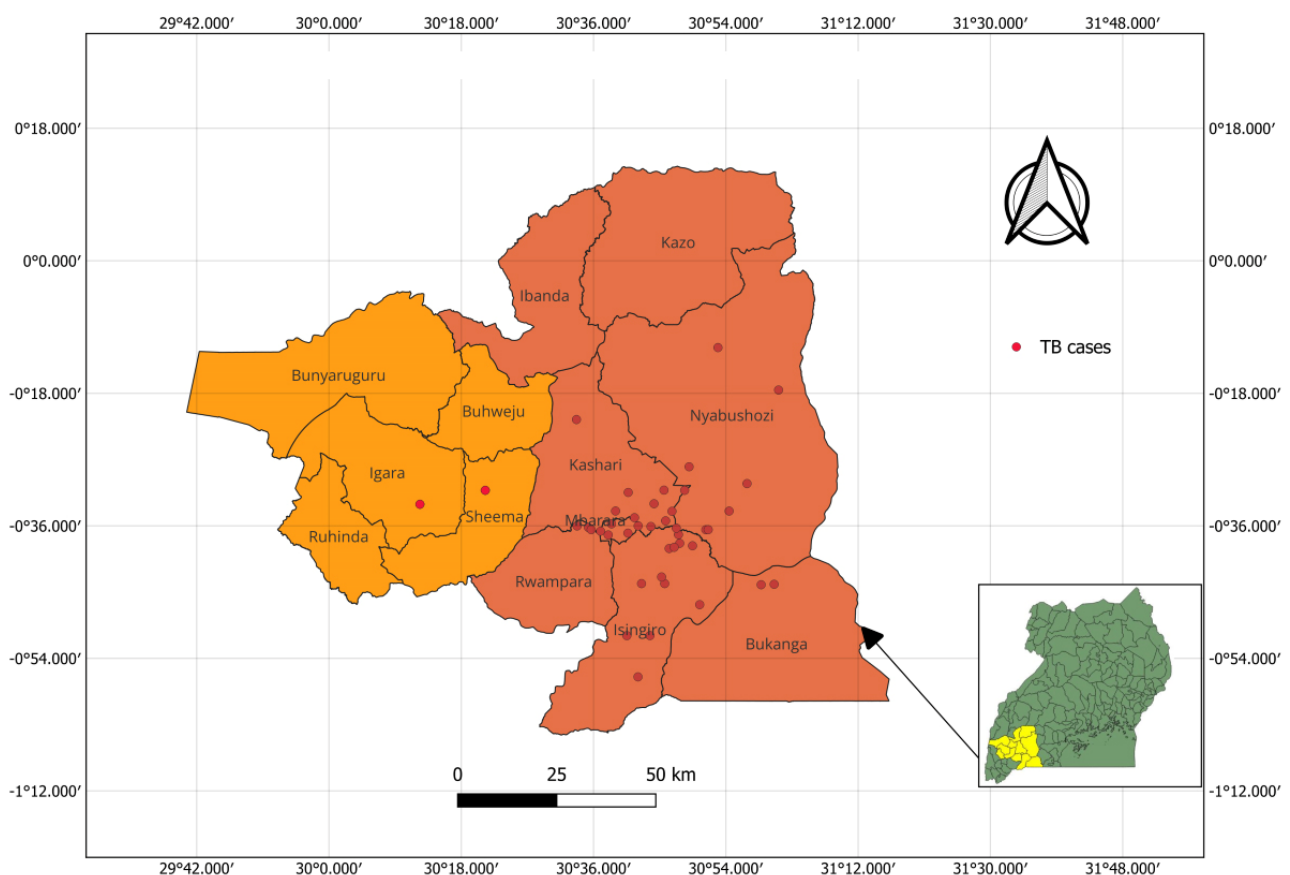 29°42.000′ 30°0.000′ 30°18.000′ 30°36.000′ 30°54.000′ 31°12.000′ 31°30.000′ 31°48.000′
0°18.000′ 0°18.000′
Kazo
0°0.000′ 0°0.000′
Ibanda
TB cases
Bunyaruguru
-0°18.000′ -0°18.000′
Buhweju Nyabushozi
Kashari
Igara
Sheema
Mbarara
-0°36.000′ -0°36.000′
Ruhinda
Rwampara
Isingiro
Bukanga
-0°54.000′ -0°54.000′
0 25 50 km
-1°12.000′ -1°12.000′
29°42.000′ 30°0.000′ 30°18.000′ 30°36.000′ 30°54.000′ 31°12.000′ 31°30.000′ 31°48.000′